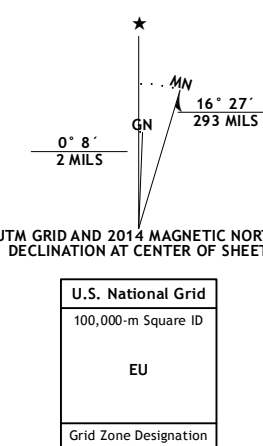 ★
MN
GN
16° 27´
293 MILS
0° 8´
2 MILS
UTM GRID AND 2014 MAGNETIC NORTH
DECLINATION AT CENTER OF SHEET
U.S. National Grid
100,000-m Square ID
EU
Grid Zone Designation